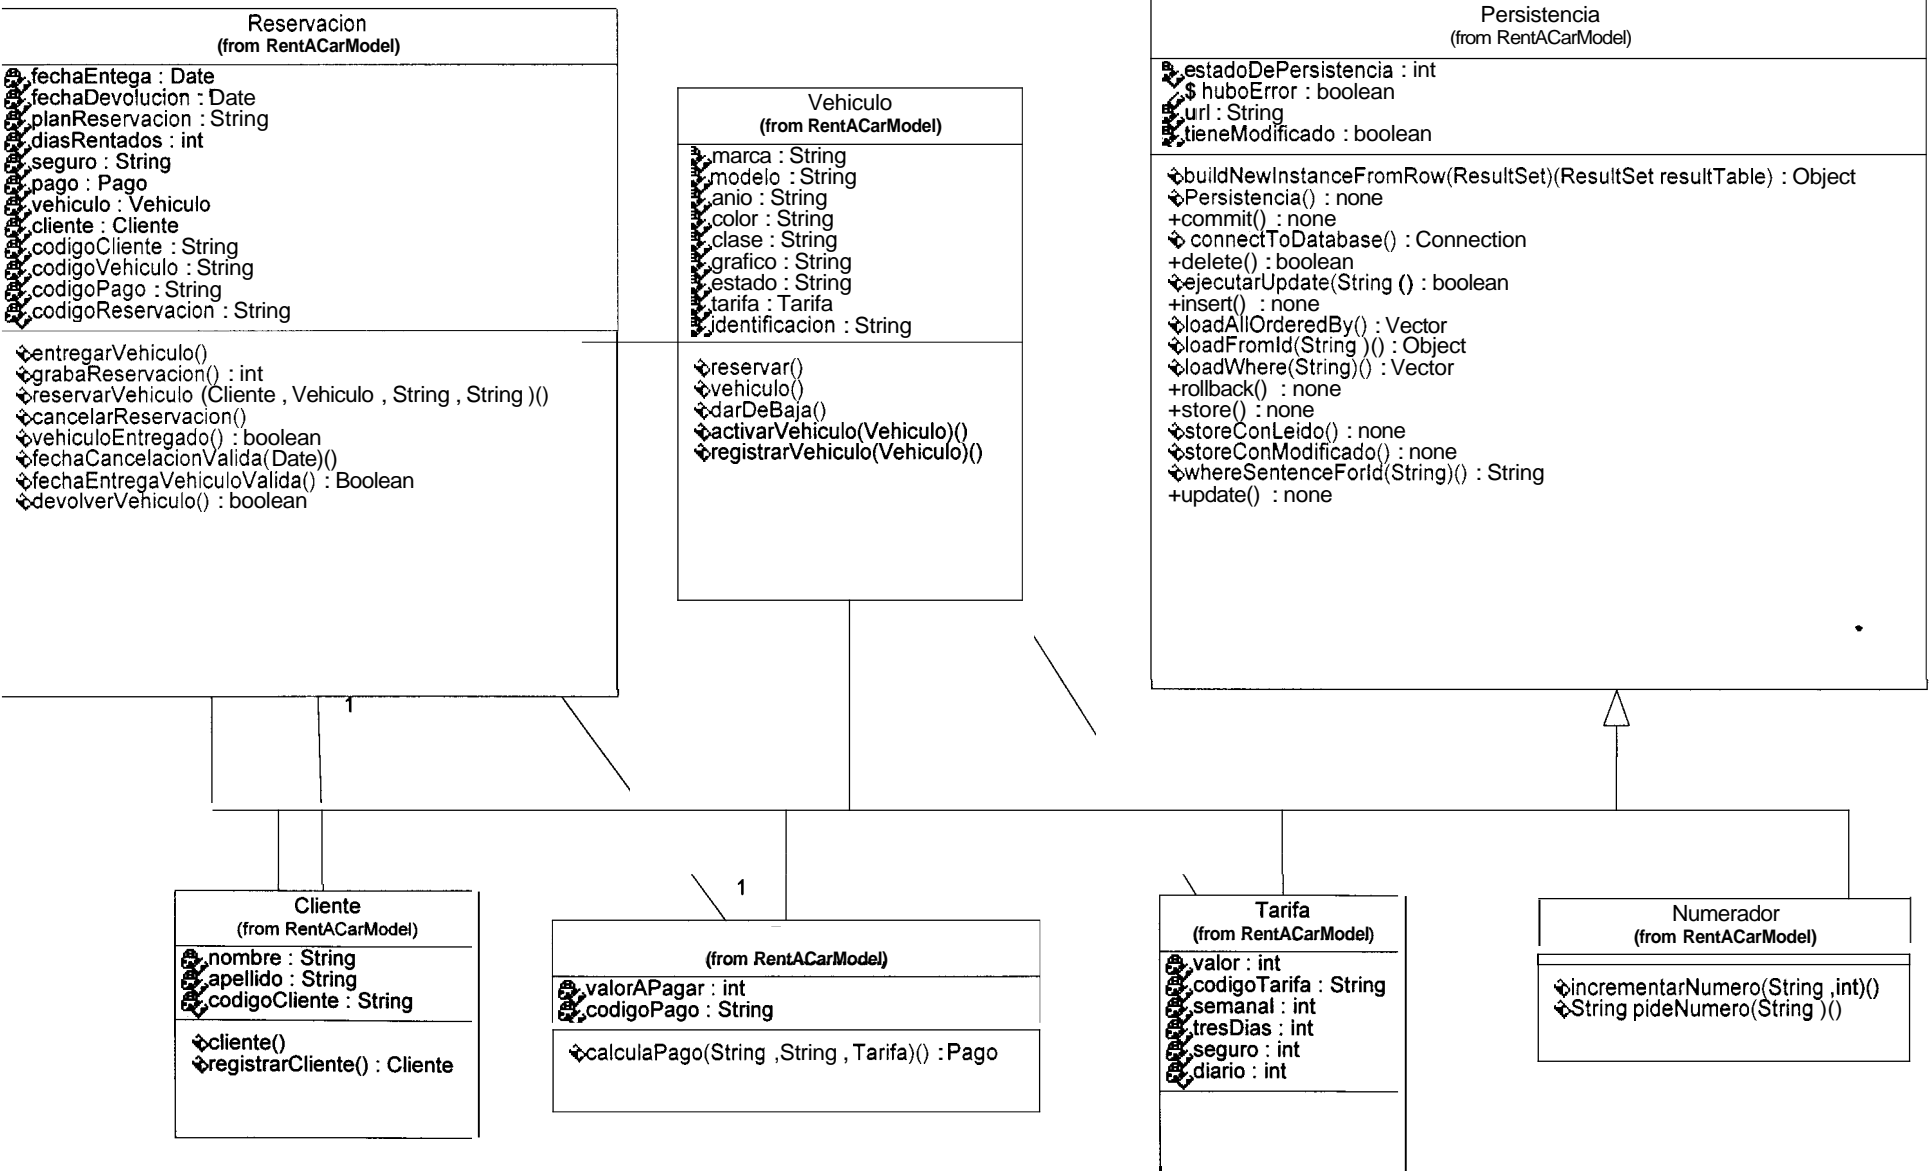 Reservacion
(from RentACarModel)
fechaEntega : Date
fechaDevolucion : Date
planReservacion : String
diasRentados : int
seguro : String
pago : Pago
vehiculo : Vehiculo
cliente : Cliente
codigoCliente : String
codigoVehiculo : String
codigoPago : String
codigoReservacion : String
entregarVehiculo()
grabaReservacion() : int
reservarVehiculo (Cliente , Vehiculo , String , String )()
cancelarReservacion()
vehiculoEntregado() : boolean
fechaCancelacionValida(Date)()
fechaEntregaVehiculoValida() : Boolean
devolverVehiculo() : boolean
1
Vehiculo
(from RentACarModel)
marca : String
modelo : String
anio : String
color : String
clase : String
grafico : String
estado : String
tarifa : Tarifa
identificacion : String
reservar()
vehiculo()
darDeBaja()
activarVehiculo(Vehiculo)()
registrarVehiculo(Vehiculo)()
Persistencia
(from RentACarModel)
estadoDePersistencia : int
$ huboError : boolean
url : String
tieneModificado : boolean
buildNewInstanceFromRow(ResultSet)(ResultSet resultTable) : Object
Persistencia() : none
+commit() : none
connectToDatabase() : Connection
+delete() : boolean
ejecutarUpdate(String () : boolean
+insert() : none
loadAllOrderedBy() : Vector
loadFromId(String )() : Object
loadWhere(String)() : Vector
+rollback() : none
+store() : none
storeConLeido() : none
storeConModificado() : none
whereSentenceForId(String)() : String
+update() : none
Cliente
(from RentACarModel)
nombre : String
apellido : String
codigoCliente : String
cliente()
registrarCliente() : Cliente
1
(from RentACarModel)
valorAPagar : int
codigoPago : String
calculaPago(String ,String , Tarifa)() : Pago
Tarifa
(from RentACarModel)
valor : int
codigoTarifa : String
semanal : int
tresDias : int
seguro : int
diario : int
Numerador
(from RentACarModel)
incrementarNumero(String ,int)()
String pideNumero(String )()